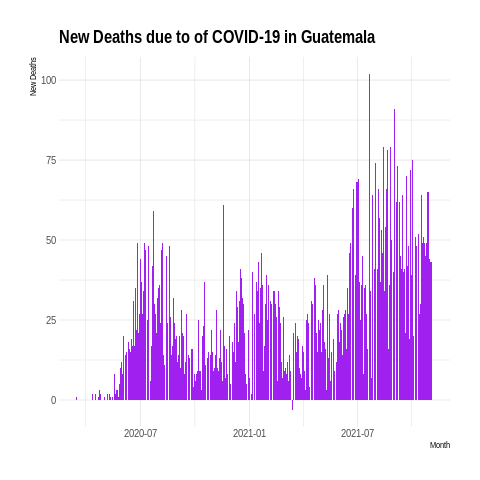 New Deaths due to of COVID-19 in Guatemala
New Deaths
100
75
50
25
0
2020-07
2021-01
2021-07
Month